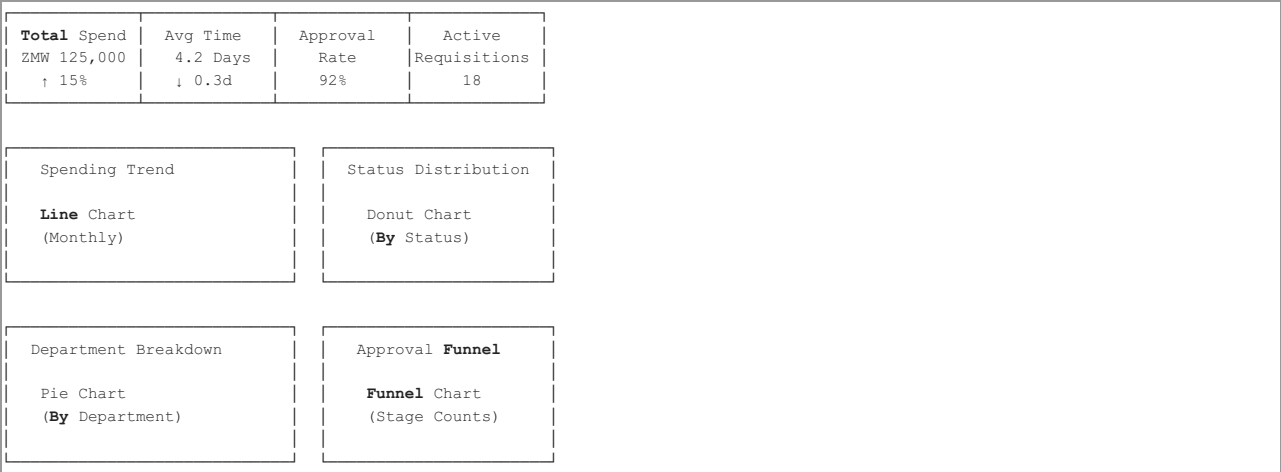 Total Spend Avg Time Approval Active
ZMW 125,000 4.2 Days Rate Requisitions
↑ 15% ↓ 0.3d 92% 18
Spending Trend Status Distribution
Line Chart Donut Chart
(Monthly) (By Status)
Department Breakdown Approval Funnel
Pie Chart Funnel Chart
(By Department) (Stage Counts)